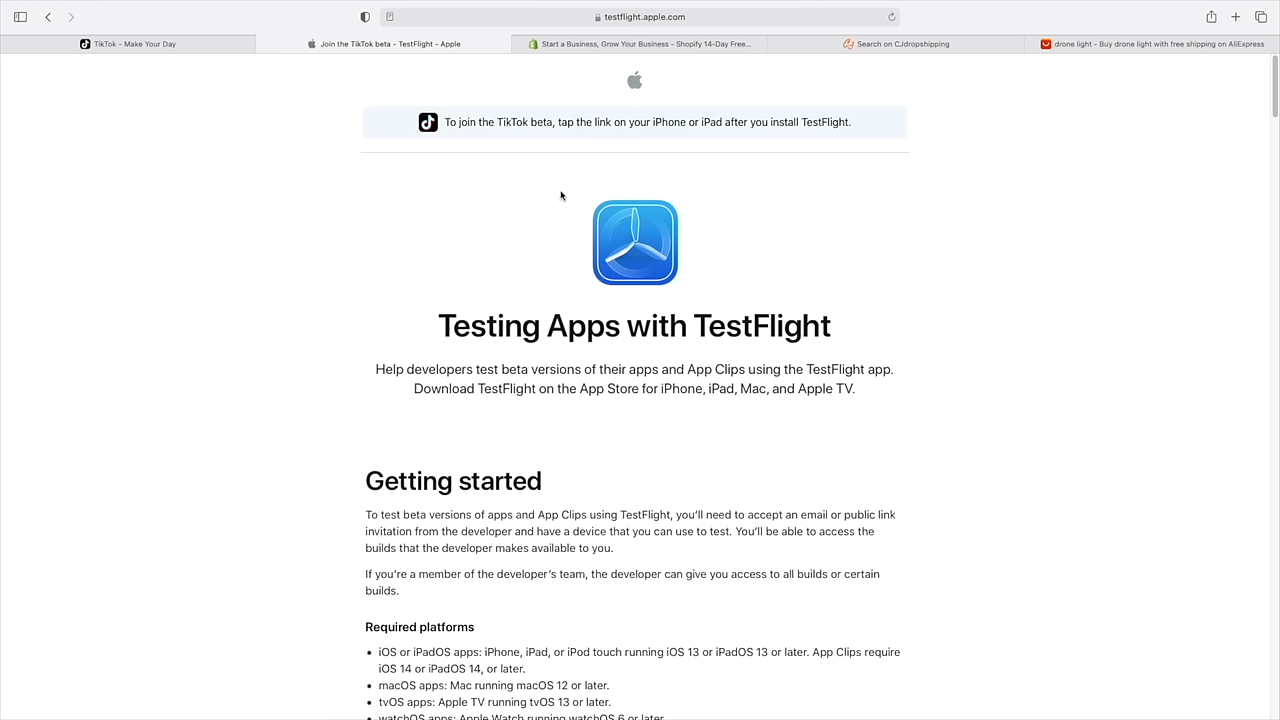 testflight.apple.com
TikTok - Make Your Day
Join the TikTok beta - TestFlight - Apple
Start a Business, Grow Your Business - Shopify 14-Day Free...
Search on CJdropshipping
drone light - Buy drone light with free shipping on AliExpress
To join the TikTok beta, tap the link on your iPhone or iPad after you install TestFlight.
Testing Apps with TestFlight
Help developers test beta versions of their apps and App Clips using the TestFlight app.
Download TestFlight on the App Store for iPhone, iPad, Mac, and Apple TV.
Getting started
To test beta versions of apps and App Clips using TestFlight, you’ll need to accept an email or public link
invitation from the developer and have a device that you can use to test. You’ll be able to access the
builds that the developer makes available to you.
If you’re a member of the developer’s team, the developer can give you access to all builds or certain
builds.
Required platforms
• iOS or iPadOS apps: iPhone, iPad, or iPod touch running iOS 13 or iPadOS 13 or later. App Clips require
iOS 14 or iPadOS 14, or later.
• macOS apps: Mac running macOS 12 or later.
• tvOS apps: Apple TV running tvOS 13 or later.
• watchOS apps: Apple Watch running watchOS 6 or later.